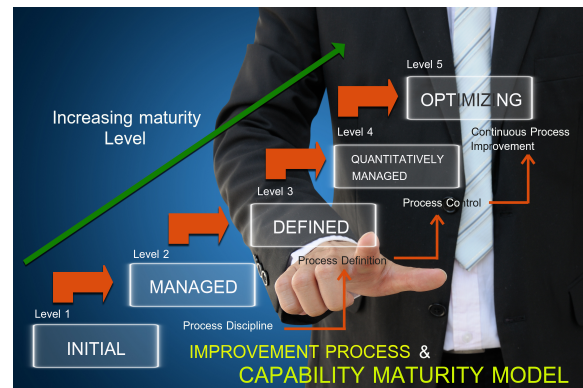 Level 5
OPTIMIZING
Increasing maturity
Level
Level 4
Continuous Process
Improvement
QUANTITATIVELY
MANAGED
Level 3
Process Control
DEFINED
Level 2
Process Definition
MANAGED
Level 1
Process Discipline
INITIAL
IMPROVEMENT PROCESS &
CAPABILITY MATURITY MODEL